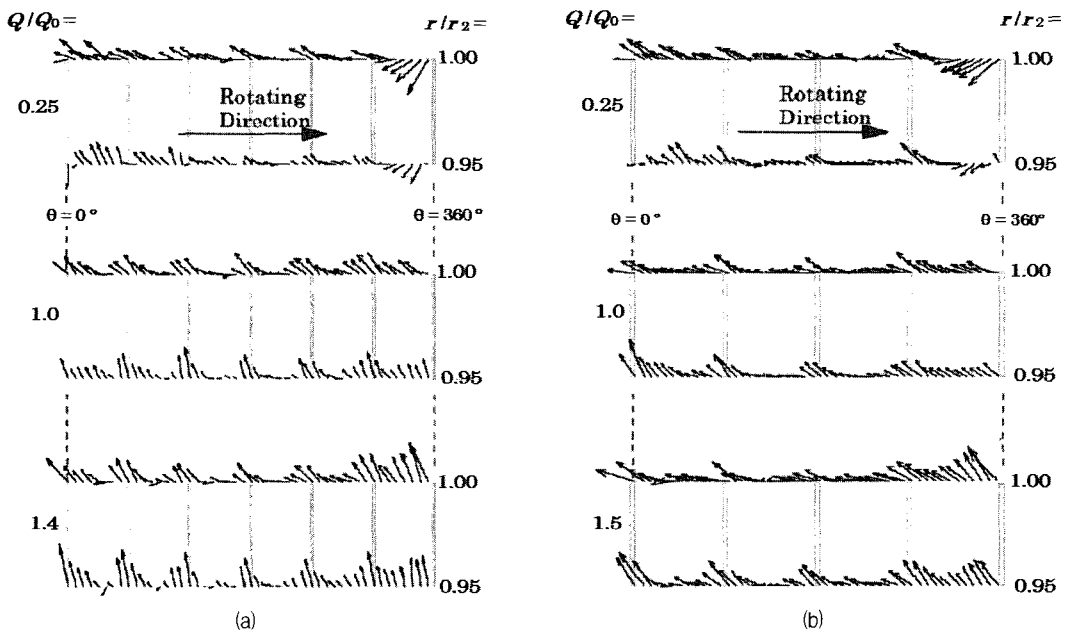 Q/Q₀=
r/r₂=
1.00
0.25
Rotating
Direction
0.95
θ=0°
θ=360°
1.00
1.0
0.95
1.00
1.4
0.95
(a)
Q/Q₀=
r/r₂=
1.00
0.25
Rotating
Direction
0.95
θ=0°
θ=360°
1.00
1.0
0.95
1.00
1.5
0.95
(b)